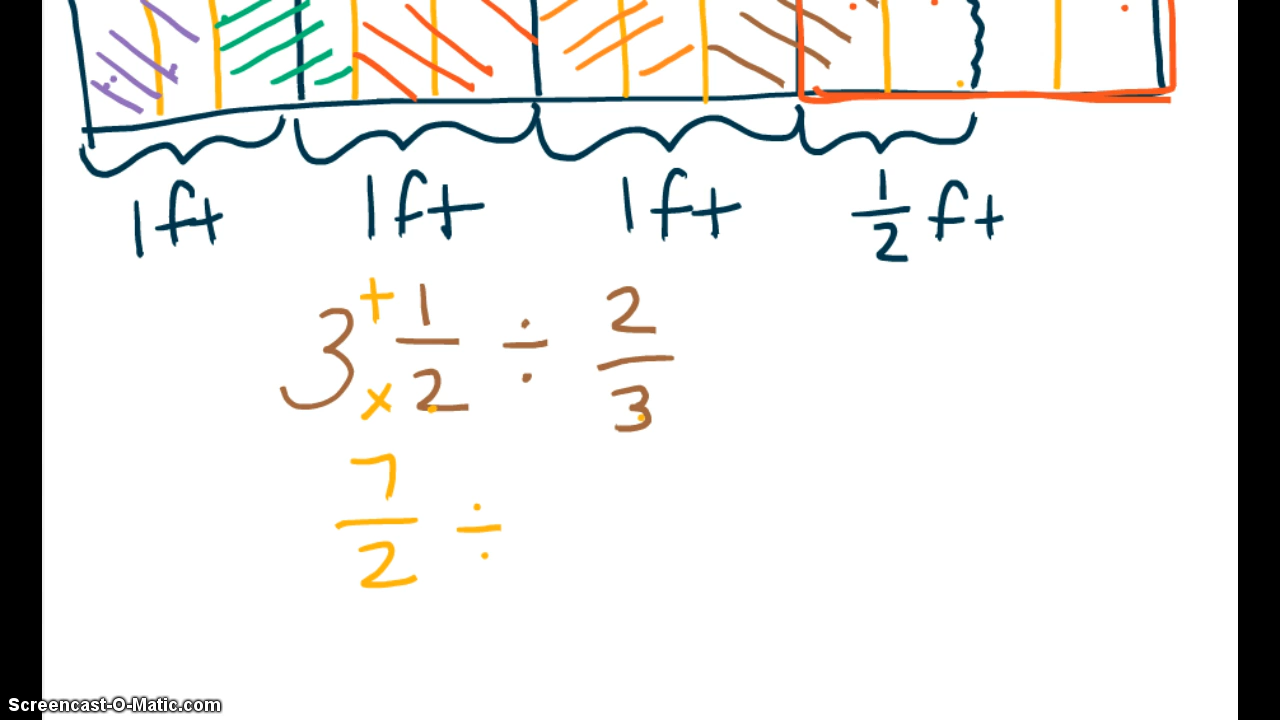 1ft 1ft 1ft 1/2 ft
3 + 1/2 ÷ 2/3
×
7/2 ÷
Screencast-O-Matic.com